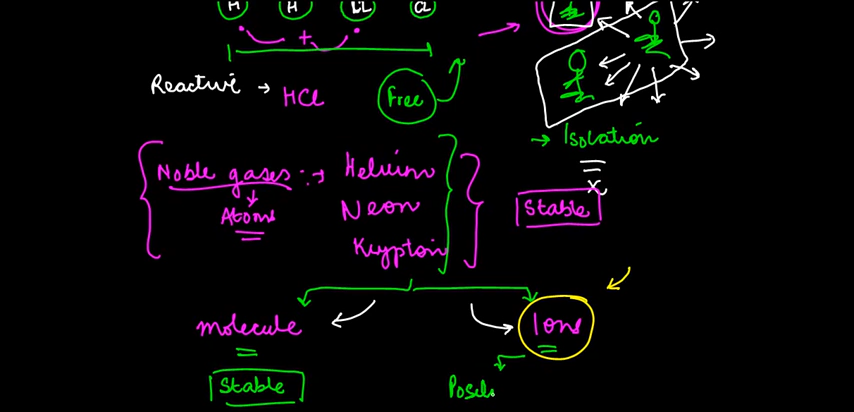 H H CL CL
+
Reactive → HCl Free
→ Isolation
x
Noble gases :→ Helium
Atoms
Neon
Krypton
Stable
molecule Ions
Stable